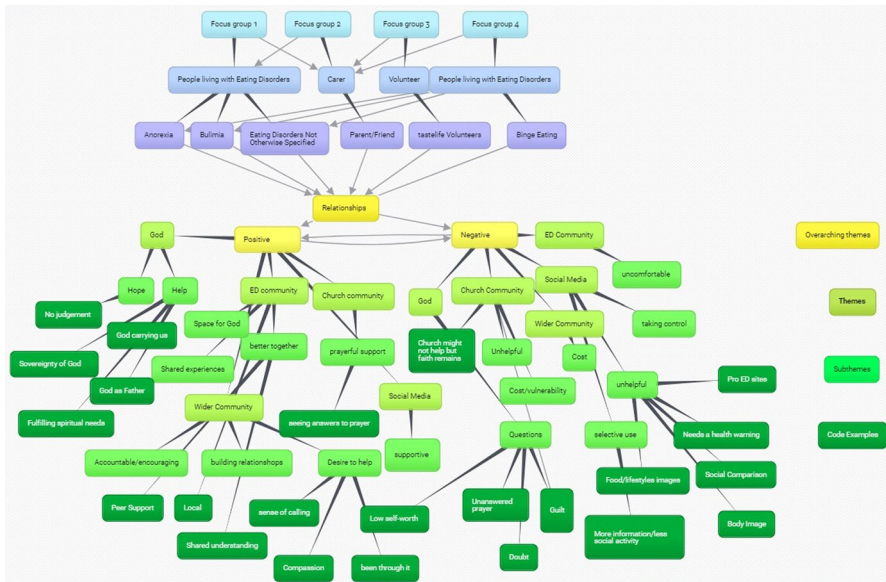 Focus group 1
Focus group 2
Focus group 3
Focus group 4
People living with Eating Disorders
Carer
Volunteer
People living with Eating Disorders
Anorexia
Bulimia
Eating Disorders Not
Otherwise Specified
Parent/Friend
tastelife Volunteers
Binge Eating
Relationships
God
Positive
Negative
ED Community
Overarching themes
uncomfortable
Hope
Help
ED community
Church community
God
Church Community
Social Media
Themes
No judgement
God carrying us
Space for God
better together
Wider Community
taking control
Church might
not help but
faith remains
Unhelpful
Cost
prayerful support
Sovereignty of God
Shared experiences
God as Father
Social Media
Cost/vulnerability
unhelpful
Pro ED sites
Subthemes
Fulfilling spiritual needs
Wider Community
seeing answers to prayer
Questions
selective use
Needs a health warning
Code Examples
Accountable/encouraging
building relationships
Desire to help
supportive
Food/lifestyles images
Social Comparison
Peer Support
Local
sense of calling
Low self-worth
Unanswered
prayer
Guilt
Body Image
Shared understanding
More information/less
social activity
Doubt
Compassion
been through it